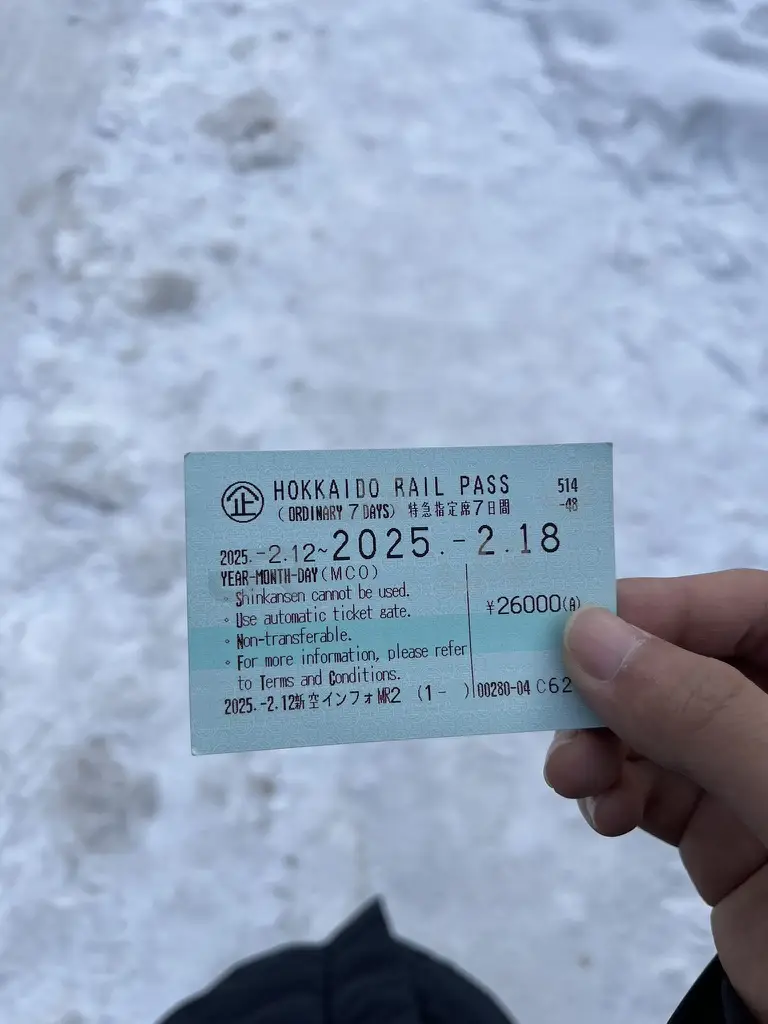 企 HOKKAIDO RAIL PASS 514
(ORDINARY 7 DAYS) 特急指定席7日間 -48
2025.-2.12~2025.-2.18
YEAR-MONTH-DAY(MCO)
◦ Shinkansen cannot be used.
◦ Use automatic ticket gate. ¥26000(A)
◦ Non-transferable.
◦ For more information, please refer
to Terms and Conditions.
2025.-2.12新空インフォMR2 (1- ) 00280-04 C62